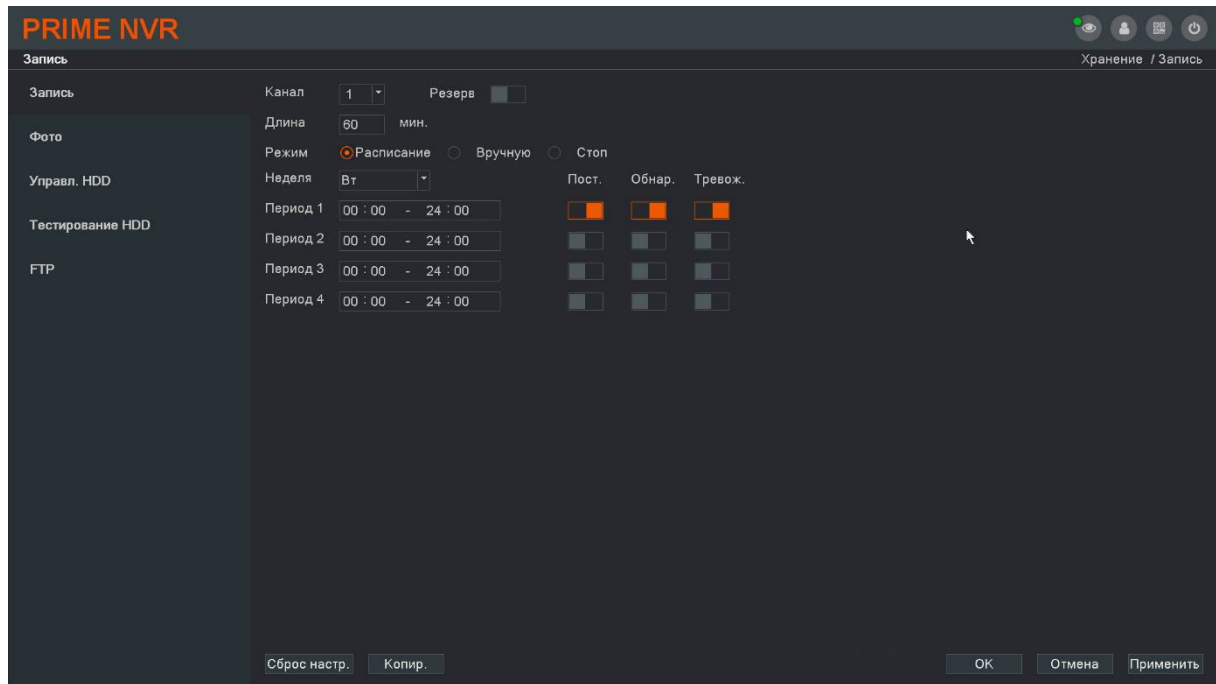 PRIME NVR
Запись
Хранение / Запись
Запись
Фото
Управл. HDD
Тестирование HDD
FTP
Канал 1 Резерв
Длина 60 мин.
Режим Расписание Вручную Стоп
Неделя Вт Пост. Обнар. Тревож.
Период 1 00 : 00 - 24 : 00
Период 2 00 : 00 - 24 : 00
Период 3 00 : 00 - 24 : 00
Период 4 00 : 00 - 24 : 00
Сброс настр. Копир. OK Отмена Применить